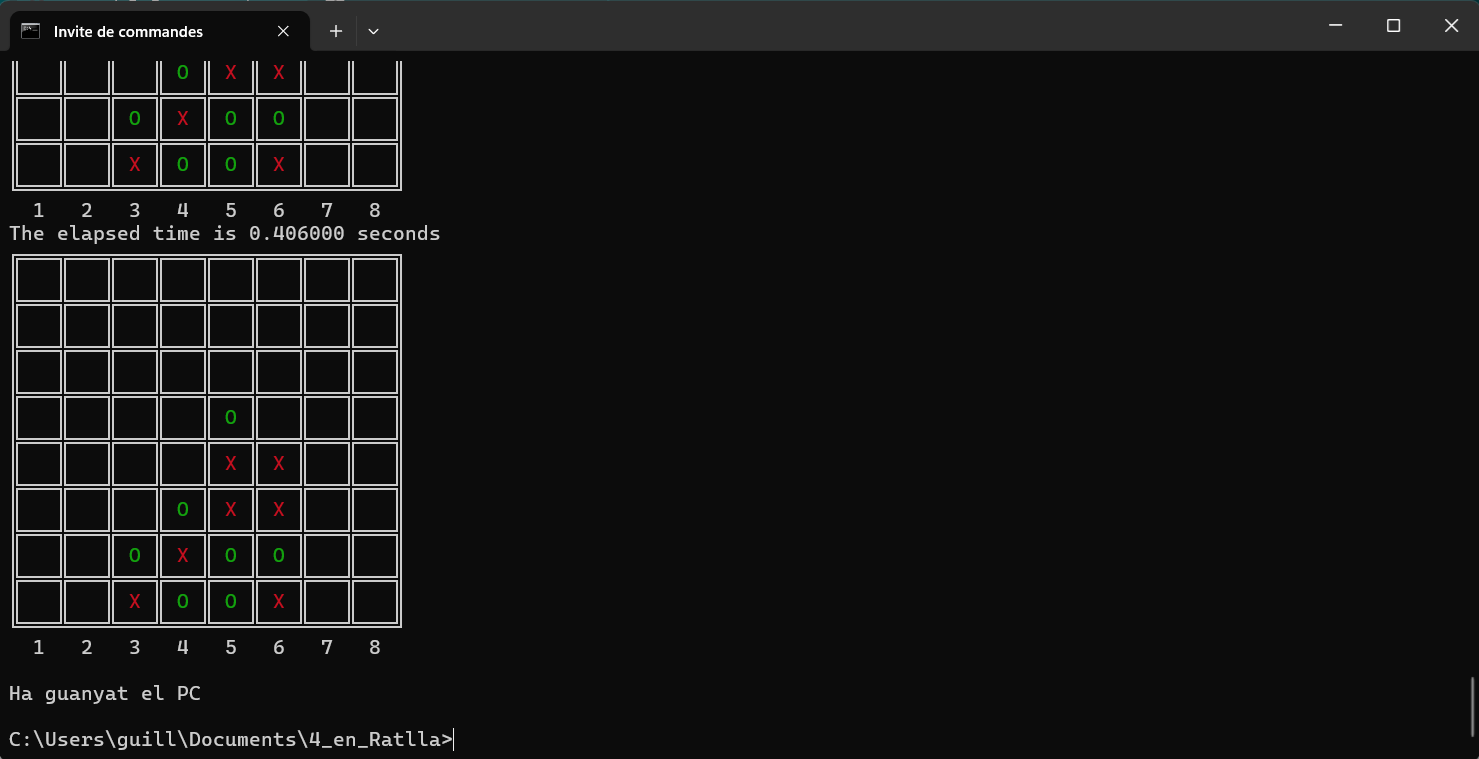 Invite de commandes
O X X
O X O O
X O O X
1 2 3 4 5 6 7 8
The elapsed time is 0.406000 seconds
O
X X
O X X
O X O O
X O O X
1 2 3 4 5 6 7 8
Ha guanyat el PC
C:\Users\guill\Documents\4_en_Ratlla>